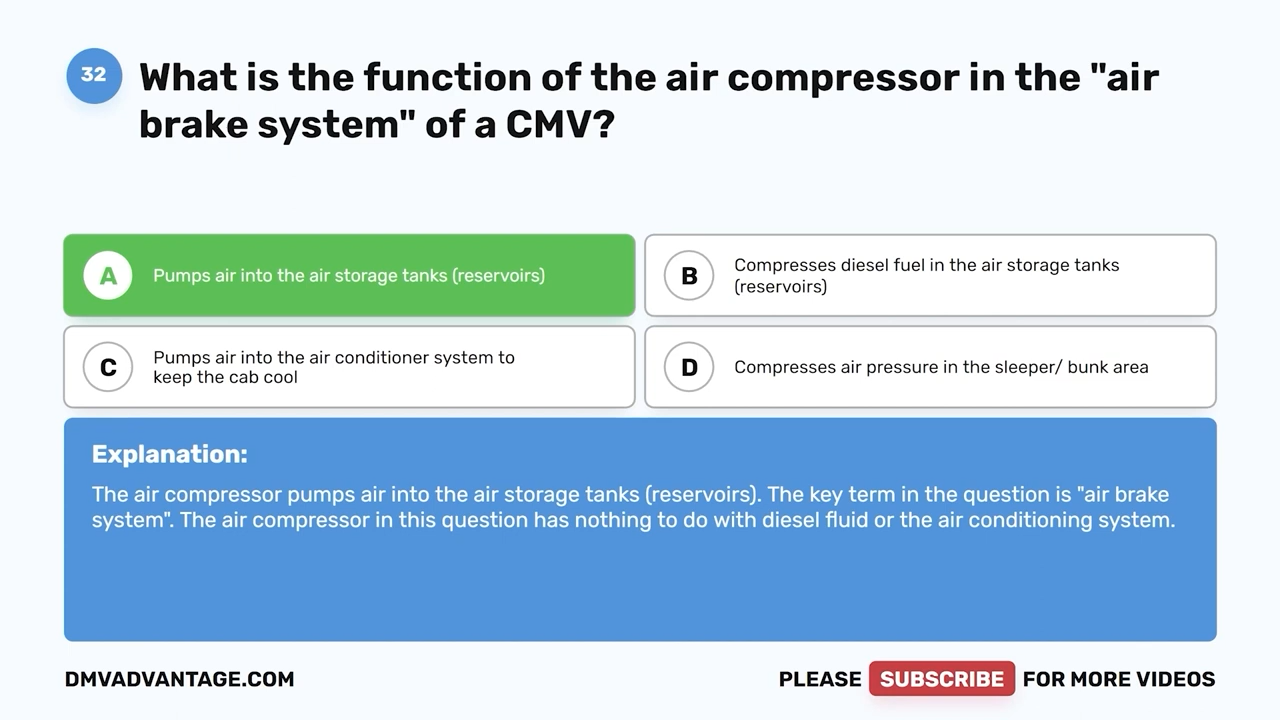 32
What is the function of the air compressor in the "air
brake system" of a CMV?
A
Pumps air into the air storage tanks (reservoirs)
B
Compresses diesel fuel in the air storage tanks
(reservoirs)
C
Pumps air into the air conditioner system to
keep the cab cool
D
Compresses air pressure in the sleeper/ bunk area
Explanation:
The air compressor pumps air into the air storage tanks (reservoirs). The key term in the question is "air brake
system". The air compressor in this question has nothing to do with diesel fluid or the air conditioning system.
DMVADVANTAGE.COM
PLEASE SUBSCRIBE FOR MORE VIDEOS